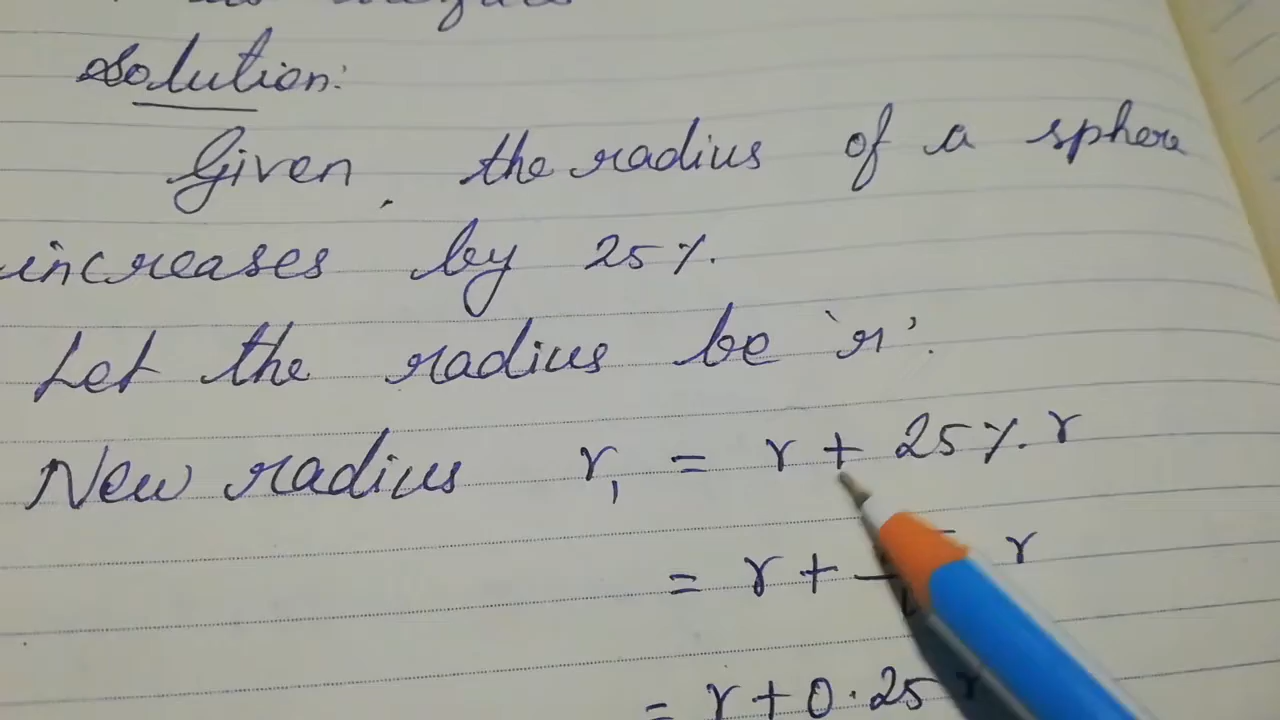 Solution:
Given, the radius of a sphere
increases by 25%.
Let the radius be 'r'.
New radius r₁ = r + 25% r
= r + r
= r + 0.25 r